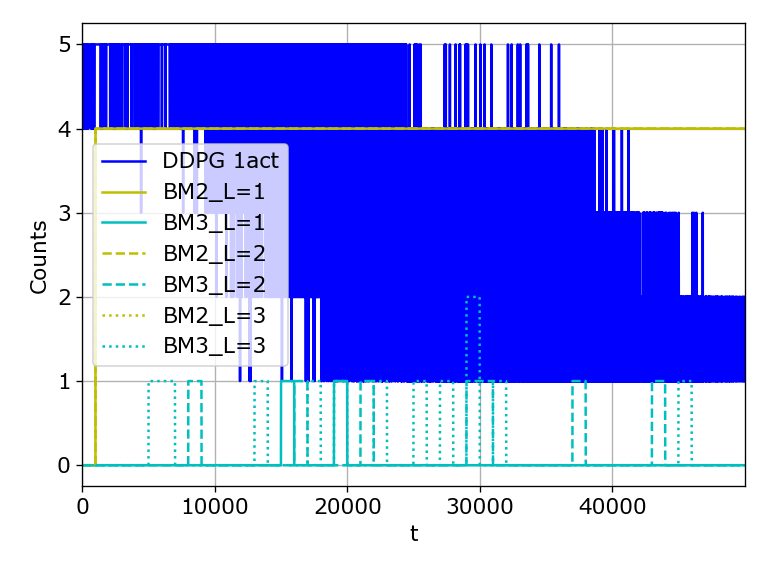 5
4
3
2
1
0
Counts
DDPG 1act
BM2_L=1
BM3_L=1
BM2_L=2
BM3_L=2
BM2_L=3
BM3_L=3
0 10000 20000 30000 40000
t